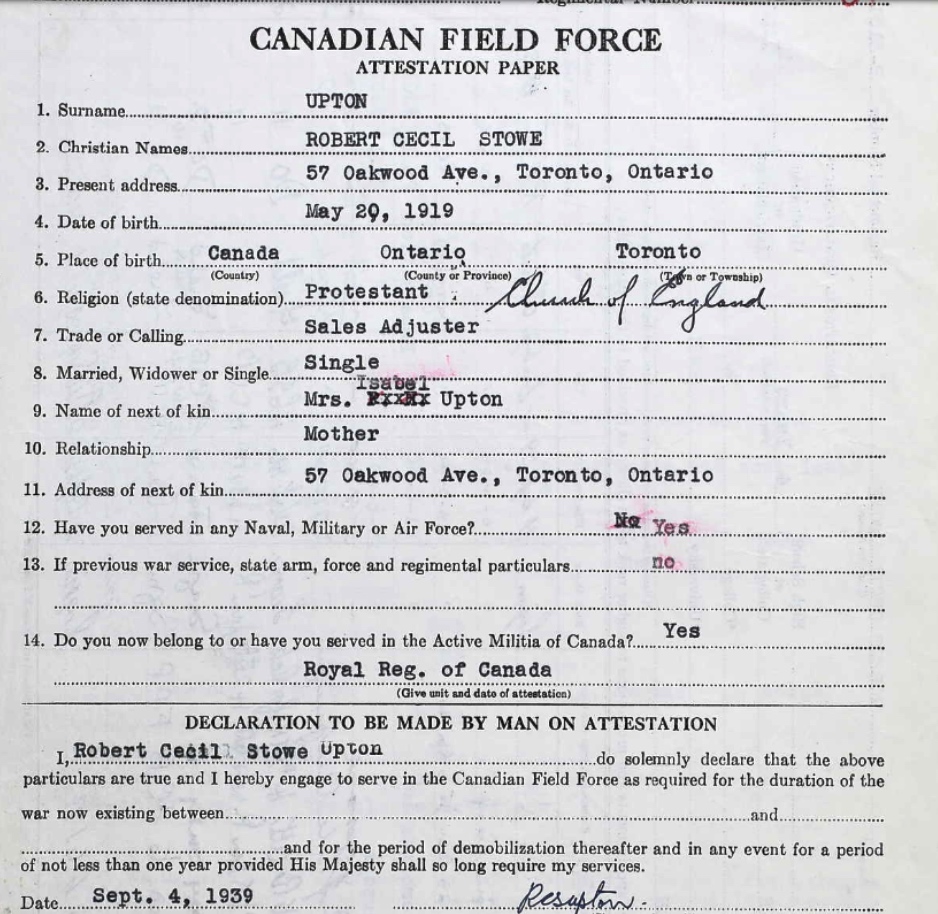 Regimental Number
CANADIAN FIELD FORCE
ATTESTATION PAPER
1. Surname UPTON
2. Christian Names ROBERT CECIL STOWE
3. Present address 57 Oakwood Ave., Toronto, Ontario
4. Date of birth May 29, 1919
5. Place of birth Canada Ontario Toronto
(Country) (County or Province) (Town or Township)
6. Religion (state denomination) Protestant Church of England
7. Trade or Calling Sales Adjuster
8. Married, Widower or Single Single
9. Name of next of kin Mrs. Isabel Upton
10. Relationship Mother
11. Address of next of kin 57 Oakwood Ave., Toronto, Ontario
12. Have you served in any Naval, Military or Air Force? No Yes
13. If previous war service, state arm, force and regimental particulars no
14. Do you now belong to or have you served in the Active Militia of Canada? Yes
Royal Reg. of Canada
(Give unit and date of attestation)
DECLARATION TO BE MADE BY MAN ON ATTESTATION
I, Robert Cecil Stowe Upton do solemnly declare that the above
particulars are true and I hereby engage to serve in the Canadian Field Force as required for the duration of the
war now existing between and
and for the period of demobilization thereafter and in any event for a period
of not less than one year provided His Majesty shall so long require my services.
Date Sept. 4, 1939 Resupton